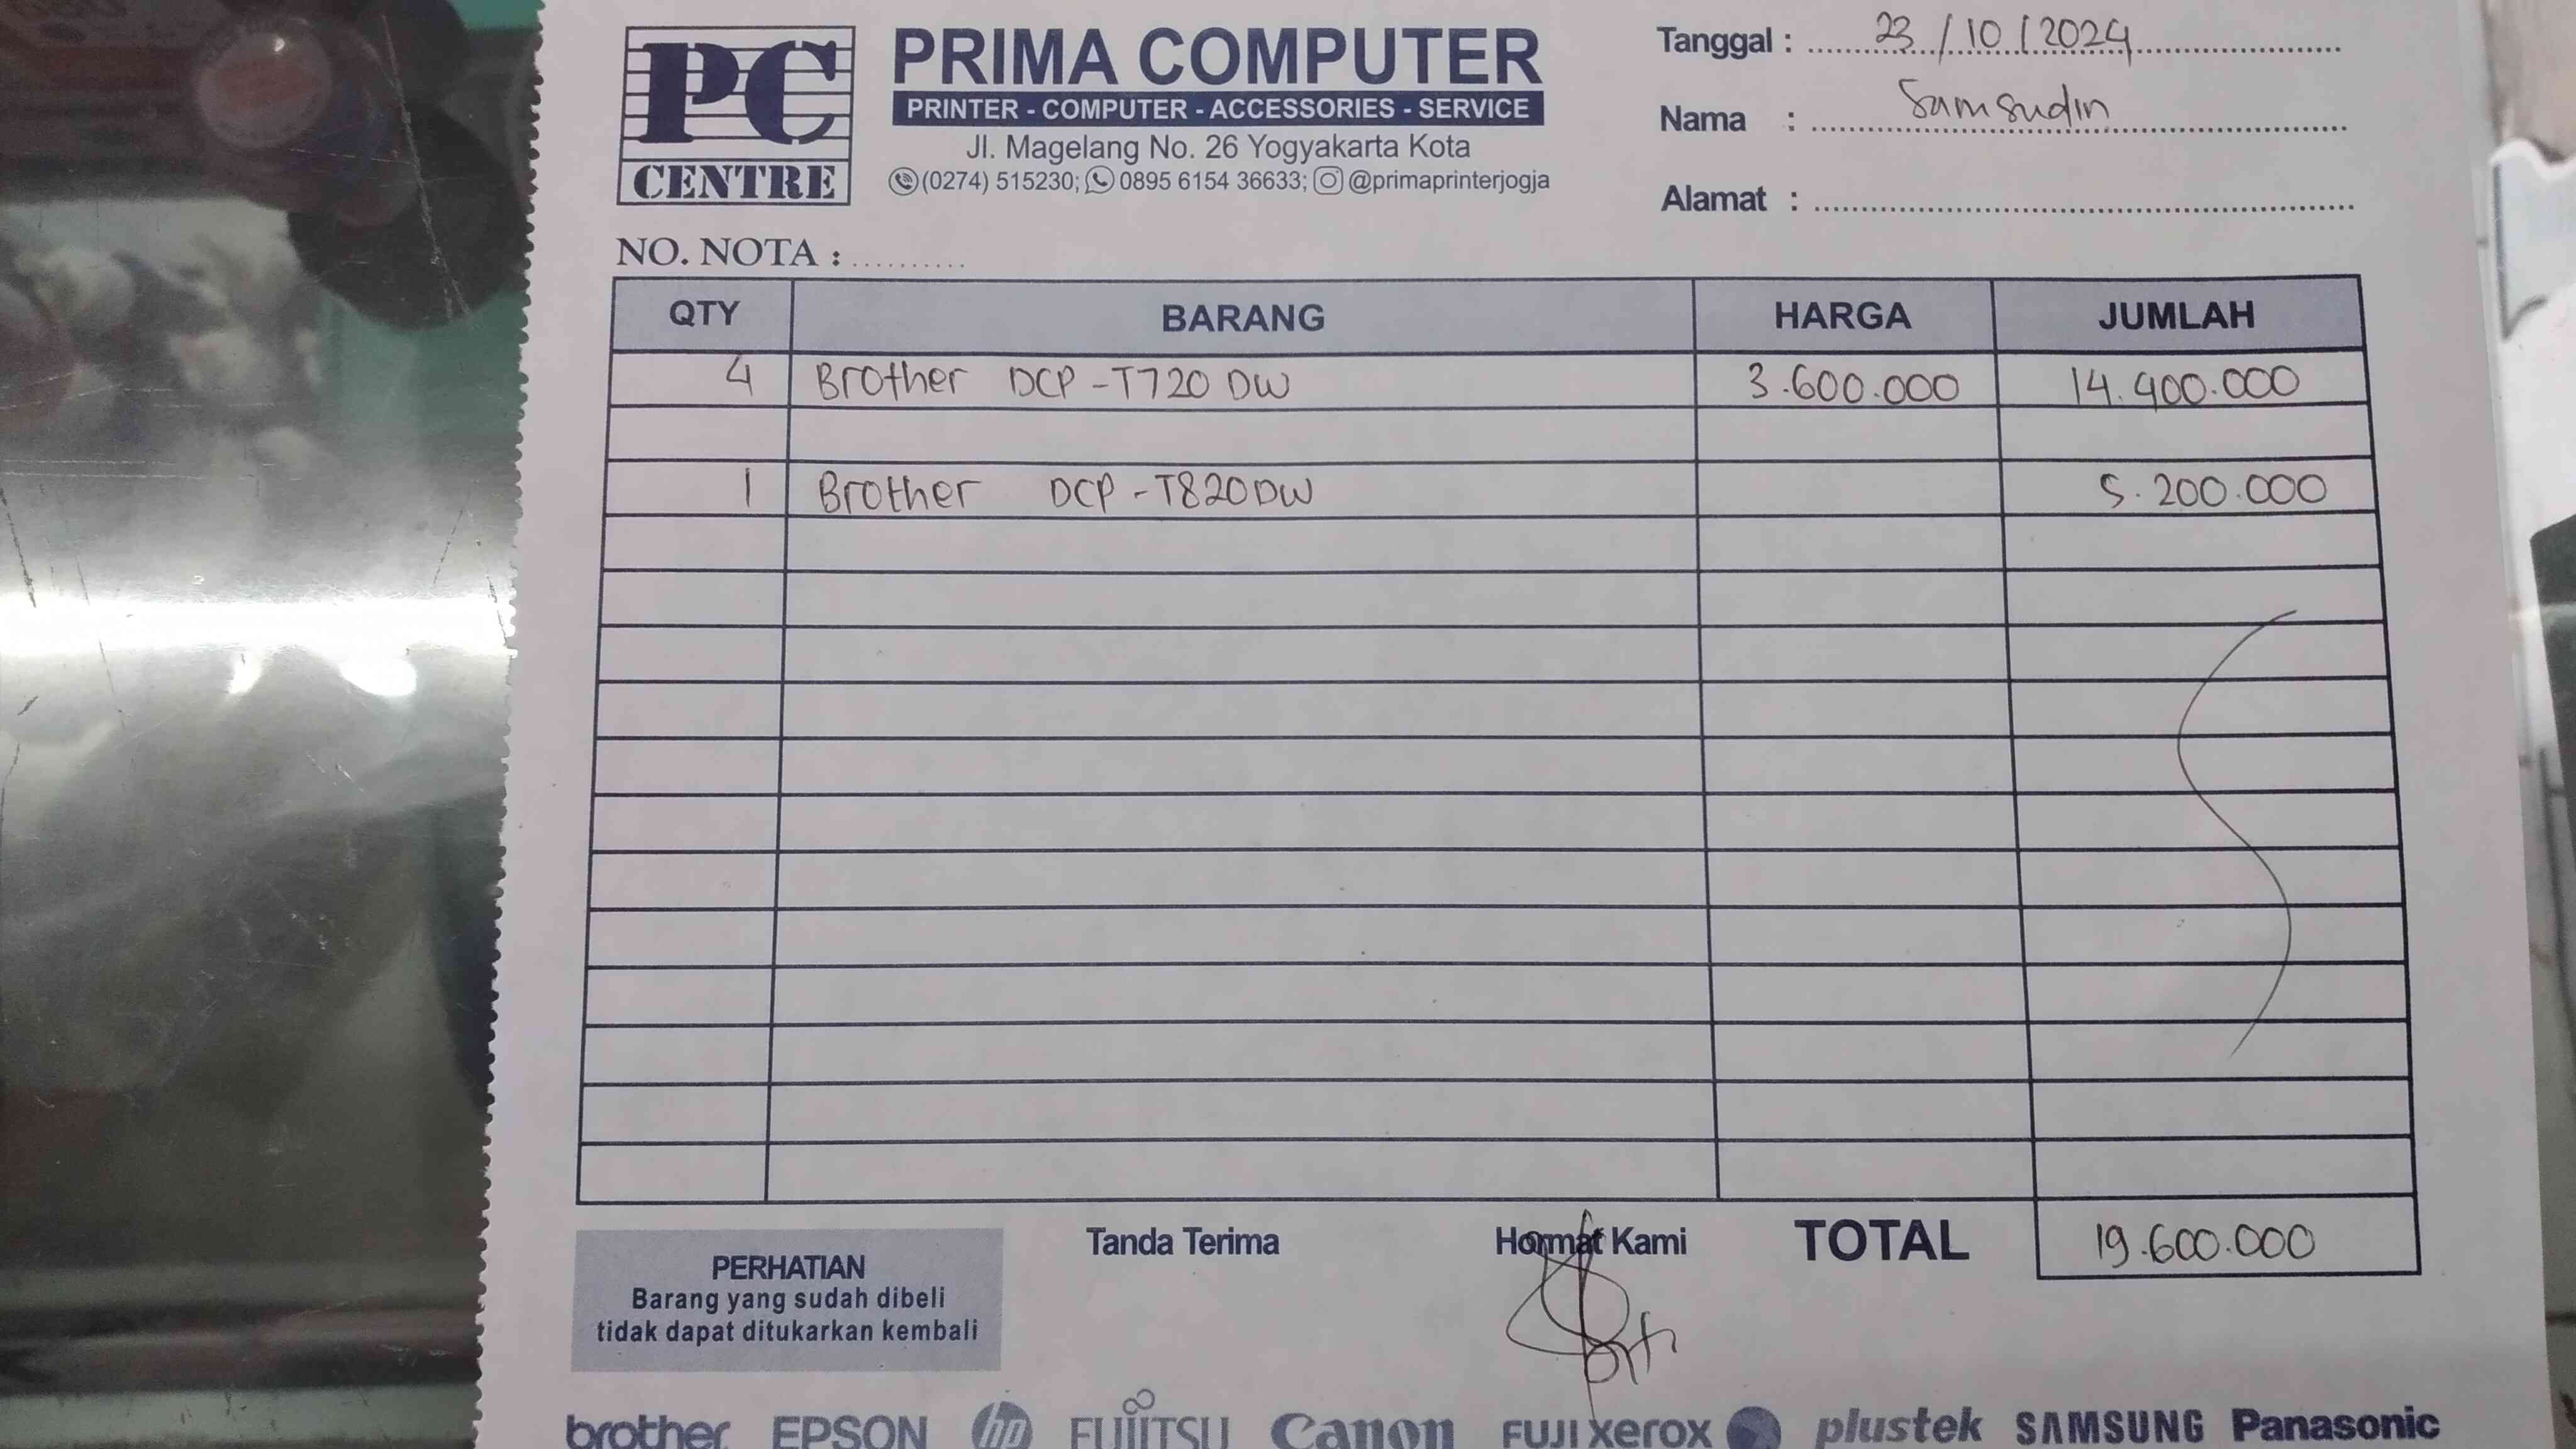 PC
CENTRE
PRIMA COMPUTER
PRINTER - COMPUTER - ACCESSORIES - SERVICE
Jl. Magelang No. 26 Yogyakarta Kota
(0274) 515230; 0895 6154 36633; @primaprinterjogja
Tanggal : 23/10/2024
Nama : Samsudin
Alamat :
NO. NOTA :
QTY BARANG HARGA JUMLAH
4 Brother DCP-T720 DW 3.600.000 14.400.000
1 Brother DCP-T820DW 5.200.000
PERHATIAN
Barang yang sudah dibeli
tidak dapat ditukarkan kembali
Tanda Terima Hormat Kami TOTAL 19.600.000
brother EPSON hp FUJITSU Canon FUJI xerox plustek SAMSUNG Panasonic